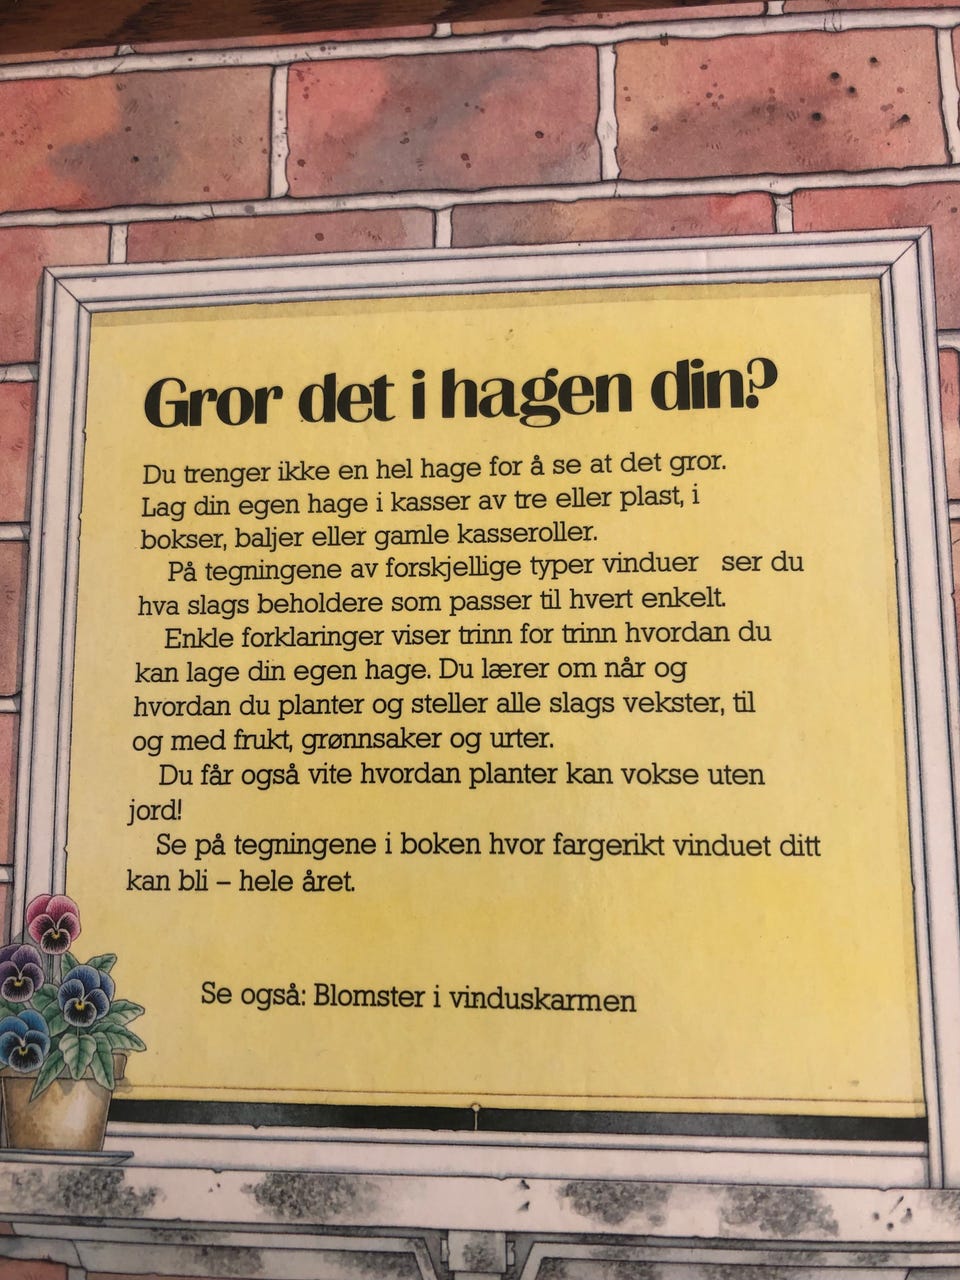 Gror det i hagen din?
Du trenger ikke en hel hage for å se at det gror.
Lag din egen hage i kasser av tre eller plast, i
bokser, baljer eller gamle kasseroller.
På tegningene av forskjellige typer vinduer ser du
hva slags beholdere som passer til hvert enkelt.
Enkle forklaringer viser trinn for trinn hvordan du
kan lage din egen hage. Du lærer om når og
hvordan du planter og steller alle slags vekster, til
og med frukt, grønnsaker og urter.
Du får også vite hvordan planter kan vokse uten
jord!
Se på tegningene i boken hvor fargerikt vinduet ditt
kan bli – hele året.
Se også: Blomster i vinduskarmen